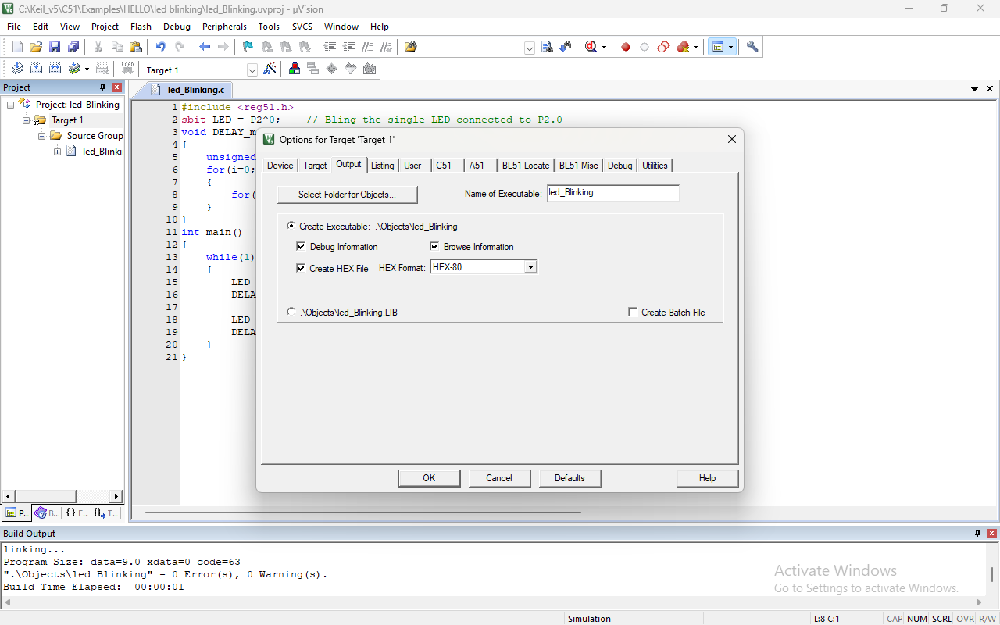 C:\Keil_v5\C51\Examples\HELLO\led blinking\led_Blinking.uvproj - µVision
File Edit View Project Flash Debug Peripherals Tools SVCS Window Help
LOAD Target 1
Project
led_Blinking.c
Project: led_Blinking
Target 1
Source Group
led_Blinki
1 #include <reg51.h>
2 sbit LED = P2^0; // Bling the single LED connected to P2.0
3 void DELAY_m
4 {
5 unsigned
6 for(i=0;
7 {
8 for(
9 }
10 }
11 int main()
12 {
13 while(1)
14 {
15 LED
16 DELA
17
18 LED
19 DELA
20 }
21 }
Options for Target 'Target 1'
Device Target Output Listing User C51 A51 BL51 Locate BL51 Misc Debug Utilities
Select Folder for Objects... Name of Executable: led_Blinking
Create Executable: .\Objects\led_Blinking
Debug Information Browse Information
Create HEX File HEX Format: HEX-80
.\Objects\led_Blinking.LIB Create Batch File
OK Cancel Defaults Help
P.. B.. {} F.. T..
Build Output
linking...
Program Size: data=9.0 xdata=0 code=63
".\Objects\led_Blinking" - 0 Error(s), 0 Warning(s).
Build Time Elapsed: 00:00:01
Activate Windows
Go to Settings to activate Windows.
Simulation L:8 C:1 CAP NUM SCRL OVR R/W